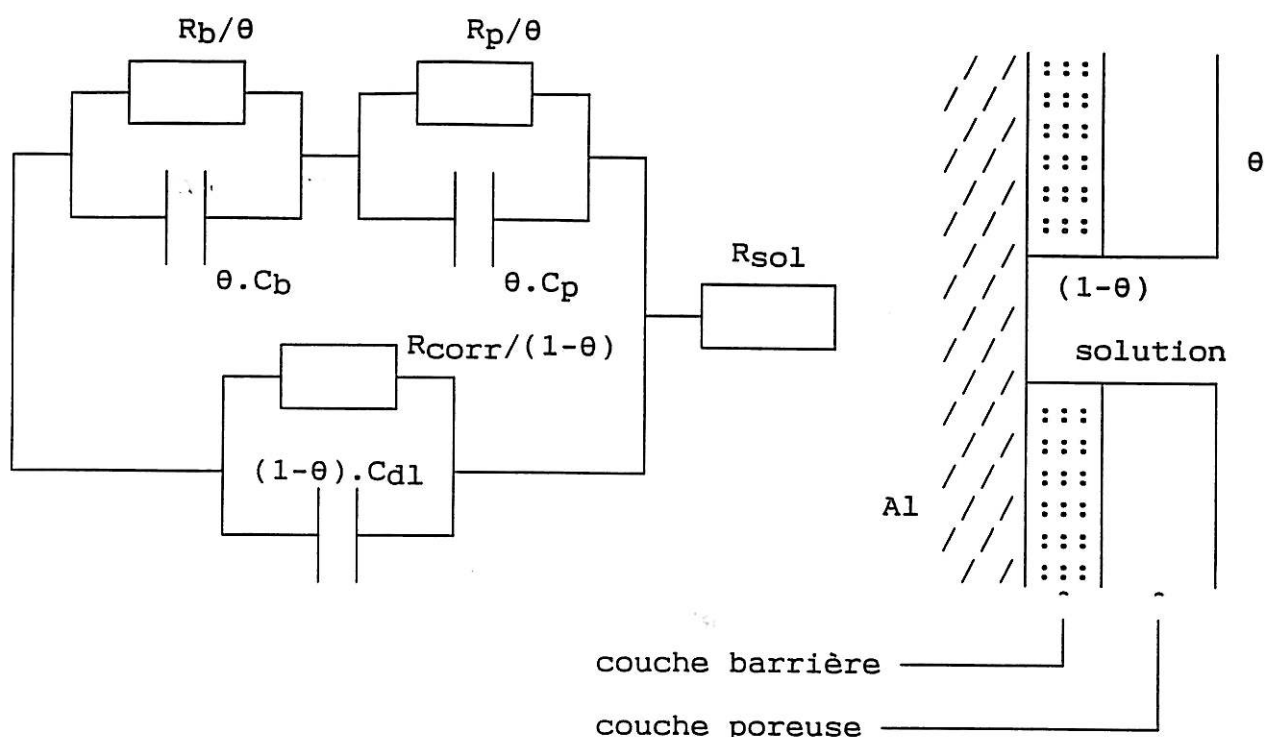 Rb/θ
Rp/θ
θ.Cb
θ.Cp
Rsol
Rcorr/(1-θ)
(1-θ).Cdl
θ
(1-θ)
solution
Al
couche barrière
couche poreuse